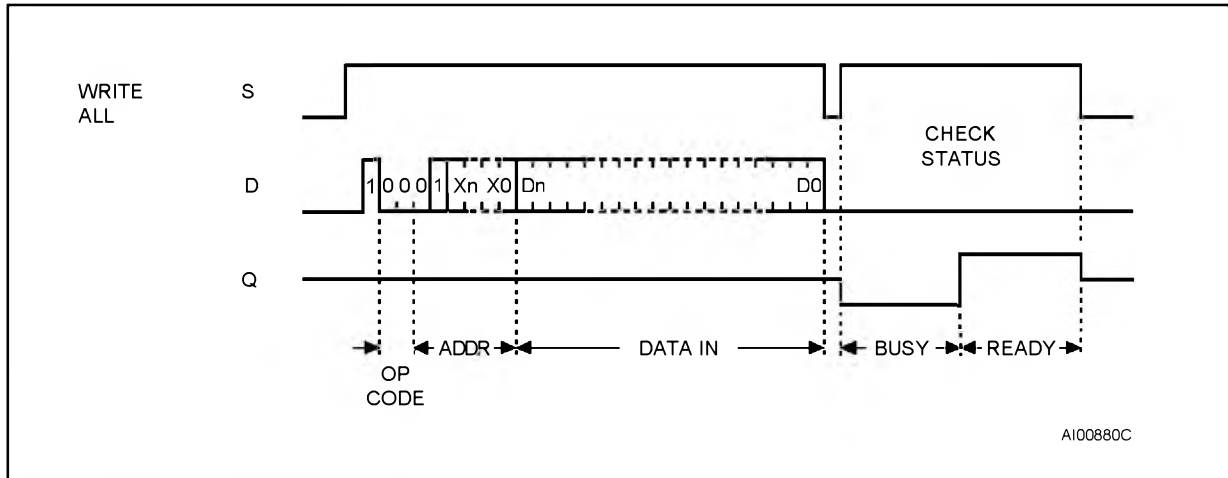 WRITE
ALL
S
CHECK
STATUS
D
1 0 0 0 1 Xn X0 Dn D0
Q
ADDR DATA IN BUSY READY
OP
CODE
AI00880C